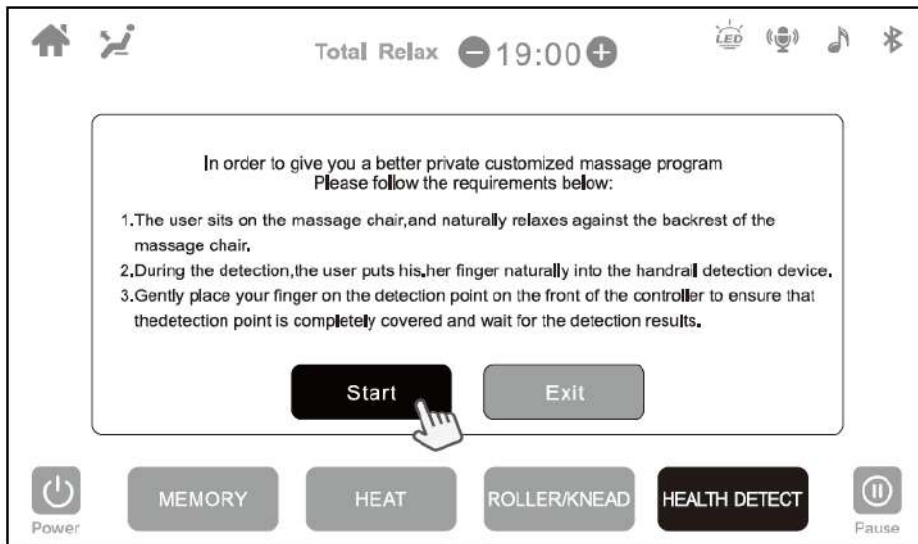 Total Relax
19:00
LED
In order to give you a better private customized massage program
Please follow the requirements below:
1.The user sits on the massage chair,and naturally relaxes against the backrest of the
massage chair.
2.During the detection,the user puts his.her finger naturally into the handrail detection device.
3.Gently place your finger on the detection point on the front of the controller to ensure that
thedetection point is completely covered and wait for the detection results.
Start
Exit
MEMORY
HEAT
ROLLER/KNEAD
HEALTH DETECT
Power
Pause